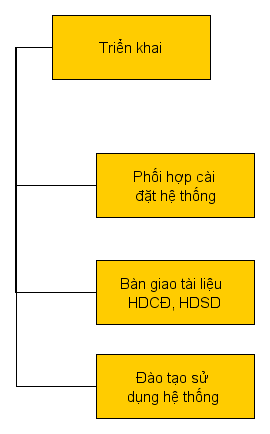 Triển khai
Phối hợp cài
đặt hệ thống
Bàn giao tài liệu
HDCĐ, HDSD
Đào tạo sử
dụng hệ thống